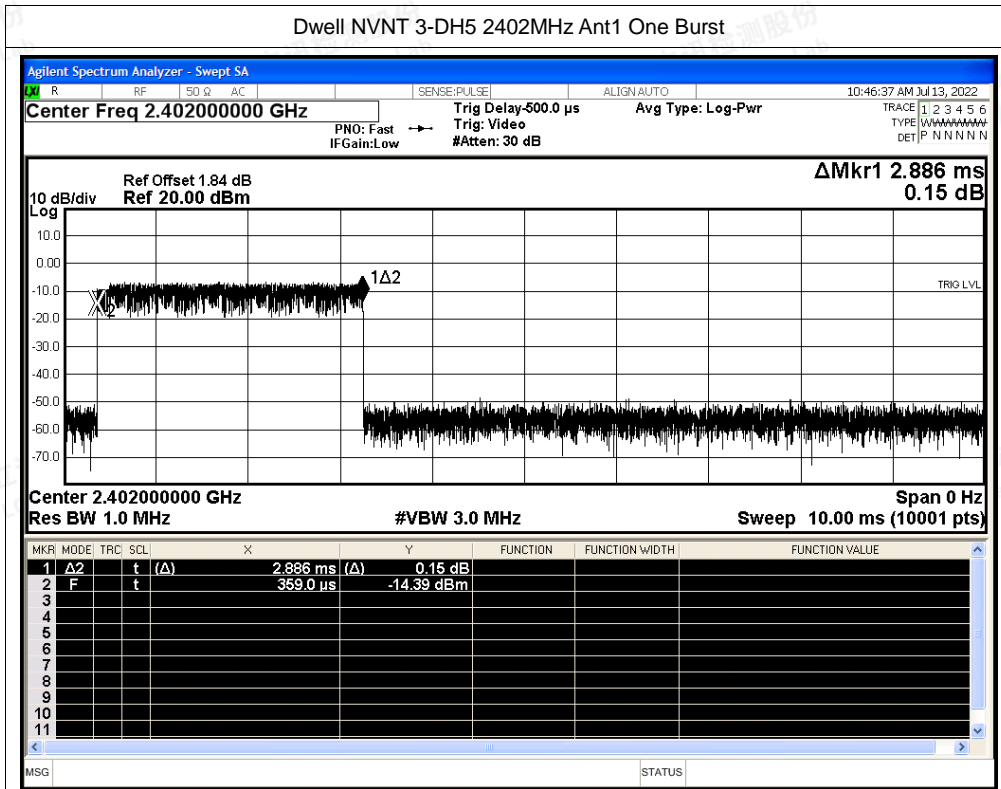 Dwell NVNT 3-DH5 2402MHz Ant1 One Burst
Agilent Spectrum Analyzer - Swept SA
LXI R RF 50 Ω AC SENSE:PULSE ALIGN AUTO 10:46:37 AM Jul 13, 2022
Center Freq 2.402000000 GHz Trig Delay-500.0 µs Avg Type: Log-Pwr TRACE 1 2 3 4 5 6
PNO: Fast Trig: Video TYPE WWWWWW
IFGain:Low #Atten: 30 dB DET P N N N N N
ΔMkr1 2.886 ms
Ref Offset 1.84 dB
10 dB/div Ref 20.00 dBm 0.15 dB
Log
10.0
0.00
1Δ2
-10.0 TRIG LVL
2
-20.0
-30.0
-40.0
-50.0
-60.0
-70.0
Center 2.402000000 GHz Span 0 Hz
Res BW 1.0 MHz #VBW 3.0 MHz Sweep 10.00 ms (10001 pts)
MKR MODE TRC SCL X Y FUNCTION FUNCTION WIDTH FUNCTION VALUE
1 Δ2 t (Δ) 2.886 ms (Δ) 0.15 dB
2 F t 359.0 µs -14.39 dBm
3
4
5
6
7
8
9
10
11
MSG STATUS